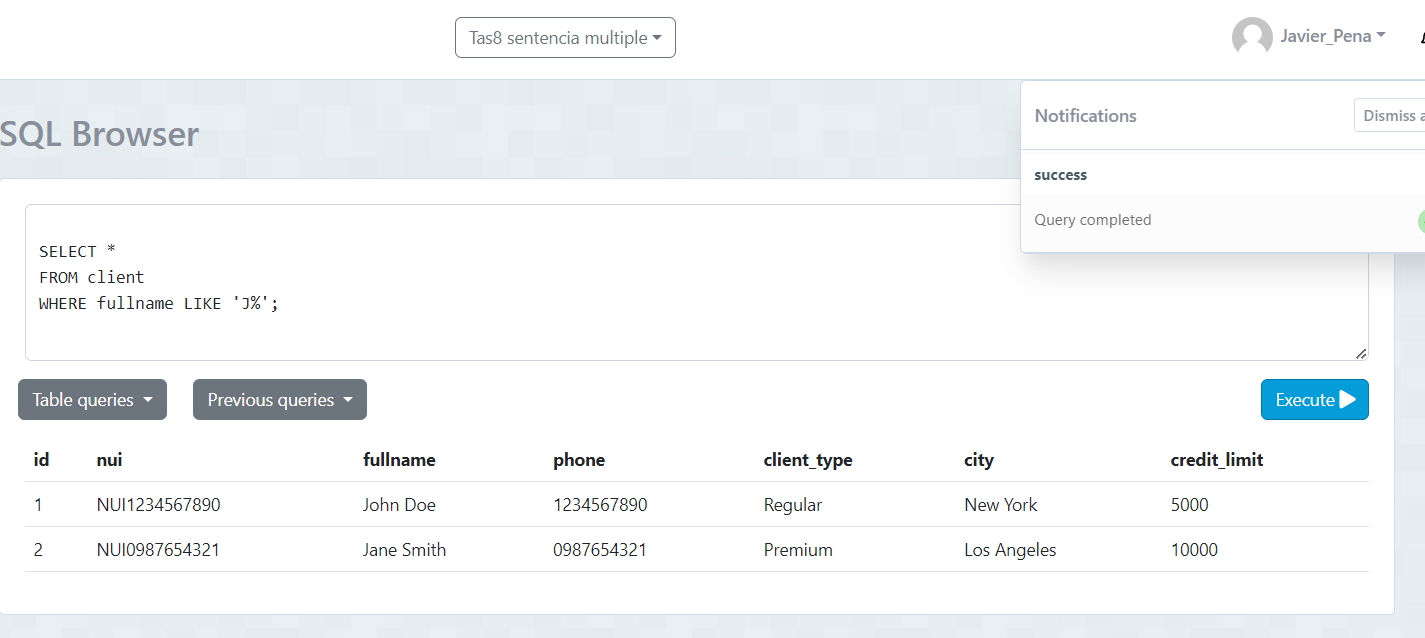 Tas8 sentencia multiple
Javier_Pena
Notifications
Dismiss a
SQL Browser
success
Query completed
SELECT *
FROM client
WHERE fullname LIKE 'J%';
Table queries
Previous queries
Execute
id nui fullname phone client_type city credit_limit
1 NUI1234567890 John Doe 1234567890 Regular New York 5000
2 NUI0987654321 Jane Smith 0987654321 Premium Los Angeles 10000